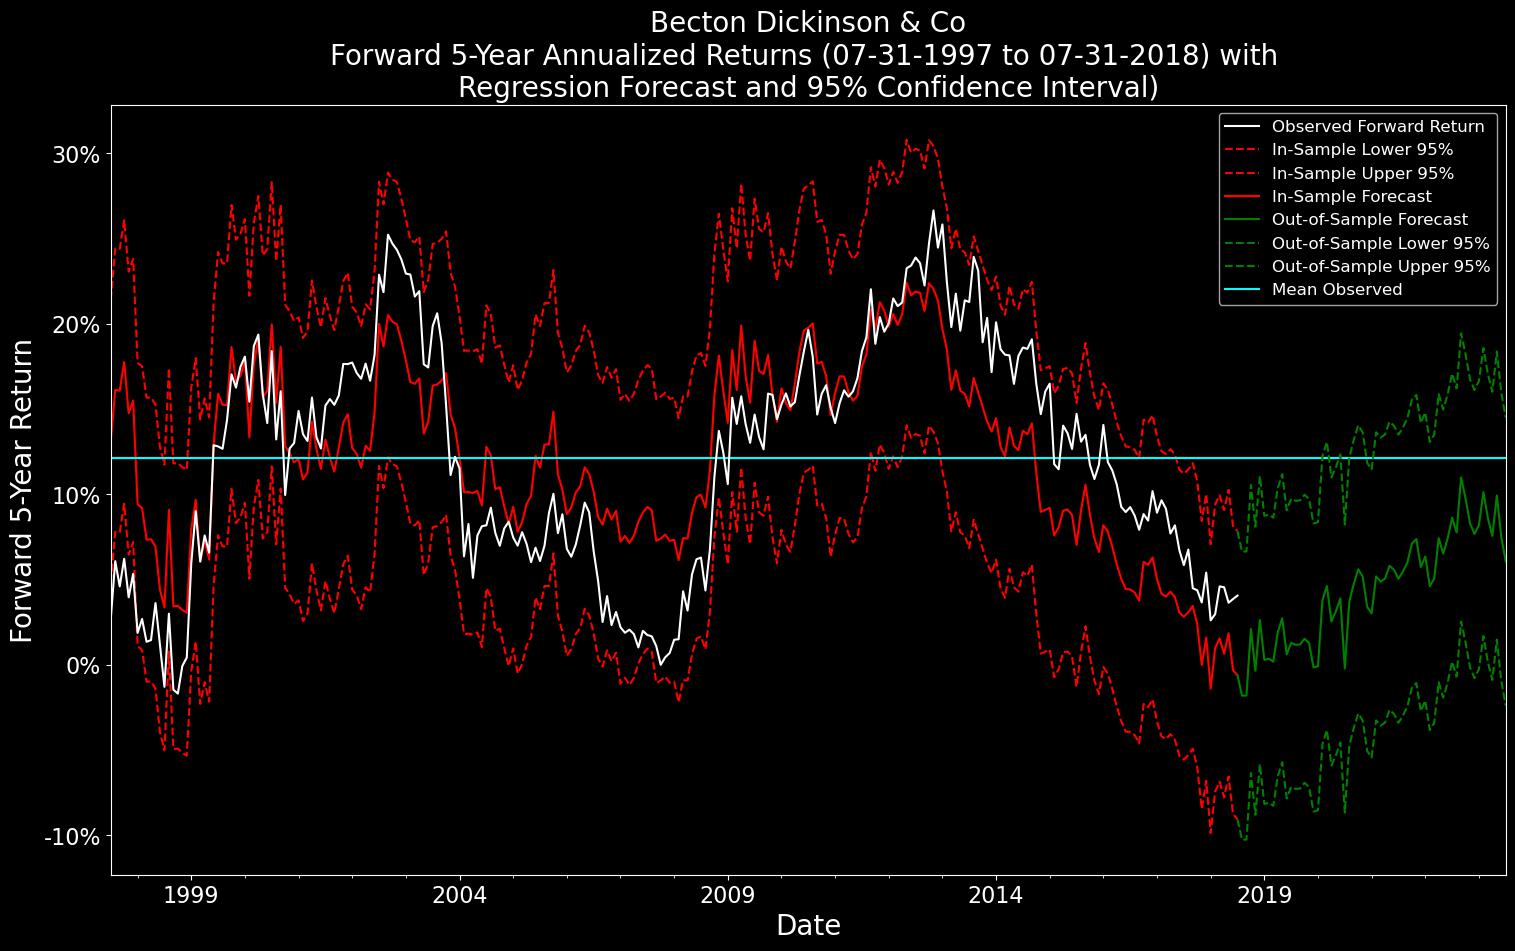 Becton Dickinson & Co
Forward 5-Year Annualized Returns (07-31-1997 to 07-31-2018) with
Regression Forecast and 95% Confidence Interval)
Forward 5-Year Return
30%
20%
10%
0%
-10%
Observed Forward Return
In-Sample Lower 95%
In-Sample Upper 95%
In-Sample Forecast
Out-of-Sample Forecast
Out-of-Sample Lower 95%
Out-of-Sample Upper 95%
Mean Observed
1999
2004
2009
2014
2019
Date